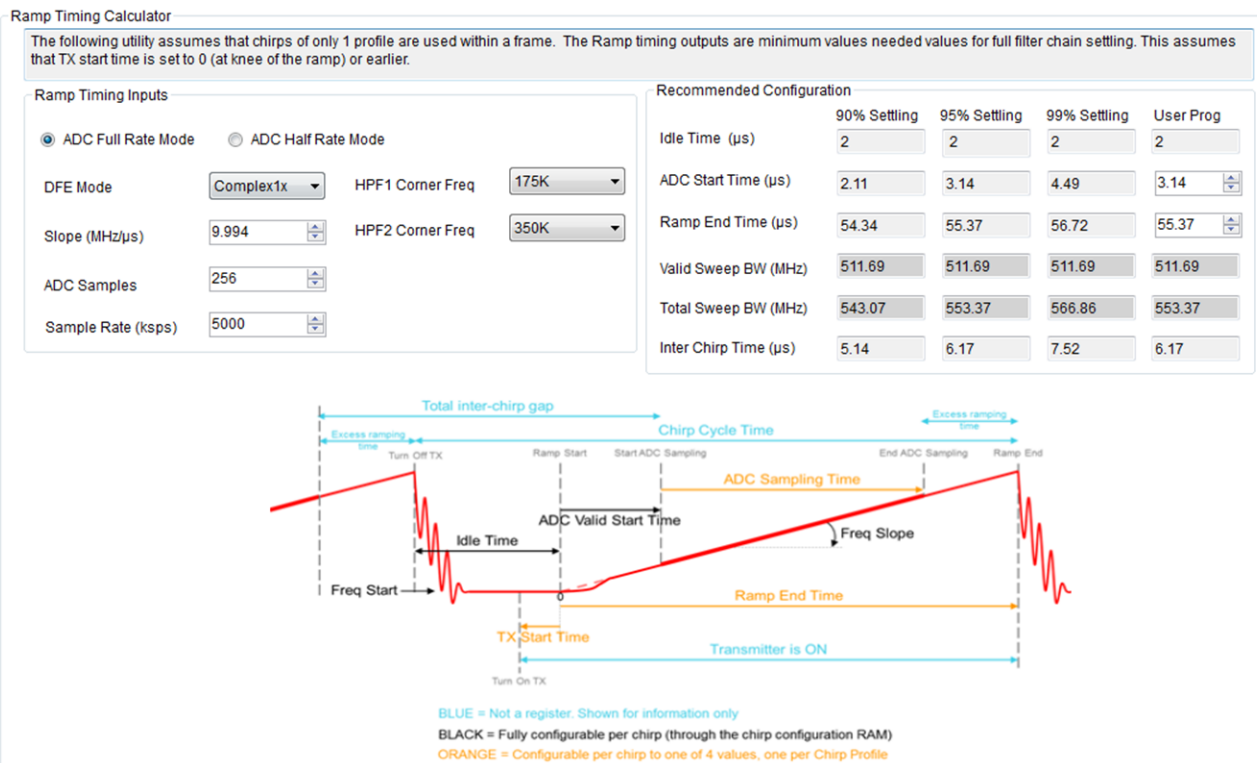 Ramp Timing Calculator
The following utility assumes that chirps of only 1 profile are used within a frame.  The Ramp timing outputs are minimum values needed values for full filter chain settling. This assumes
that TX start time is set to 0 (at knee of the ramp) or earlier.
Ramp Timing Inputs
ADC Full Rate Mode ADC Half Rate Mode
DFE Mode Complex1x HPF1 Corner Freq 175K
Slope (MHz/µs) 9.994 HPF2 Corner Freq 350K
ADC Samples 256
Sample Rate (ksps) 5000
Recommended Configuration
90% Settling 95% Settling 99% Settling User Prog
Idle Time (µs) 2 2 2 2
ADC Start Time (µs) 2.11 3.14 4.49 3.14
Ramp End Time (µs) 54.34 55.37 56.72 55.37
Valid Sweep BW (MHz) 511.69 511.69 511.69 511.69
Total Sweep BW (MHz) 543.07 553.37 566.86 553.37
Inter Chirp Time (µs) 5.14 6.17 7.52 6.17
Total inter-chirp gap
Excess ramping
time
Chirp Cycle Time
Excess ramping
time
Turn Off TX Ramp Start Start ADC Sampling End ADC Sampling Ramp End
ADC Sampling Time
ADC Valid Start Time
Idle Time
Freq Slope
Freq Start
0
Ramp End Time
TX Start Time
Transmitter is ON
Turn On TX
BLUE = Not a register. Shown for information only
BLACK = Fully configurable per chirp (through the chirp configuration RAM)
ORANGE = Configurable per chirp to one of 4 values, one per Chirp Profile